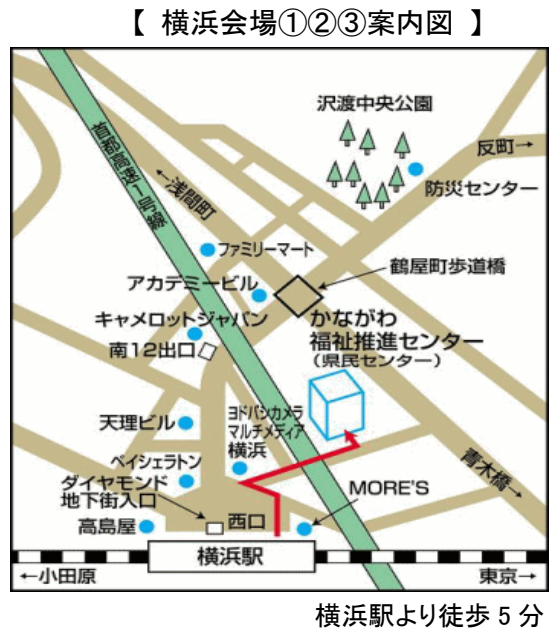 【 横浜会場①②③案内図 】
沢渡中央公園
反町→
首都高速1号線
←浅間町
防災センター
ファミリーマート
鶴屋町歩道橋
アカデミービル
キャメロットジャパン
かながわ
福祉推進センター
(県民センター)
南12出口
ヨドバシカメラ
マルチメディア
横浜
天理ビル
ベイシェラトン
青木橋→
ダイヤモンド
地下街入口
MORE'S
高島屋
西口
横浜駅
←小田原
東京→
横浜駅より徒歩 5 分